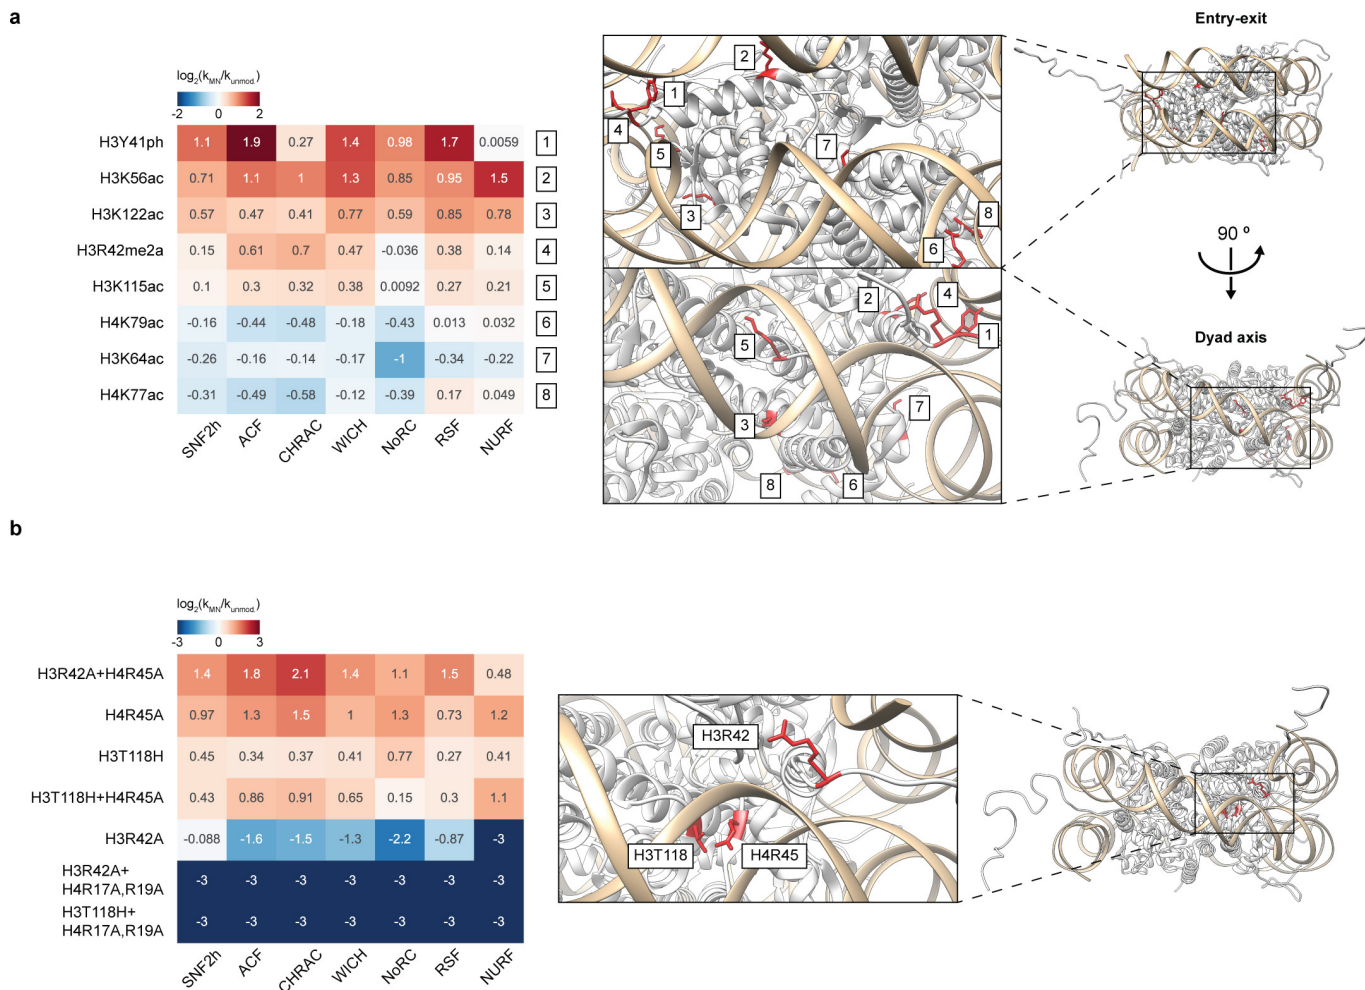 a
log2(kMN/kunmod.)
-2 0 2
H3Y41ph 1.1 1.9 0.27 1.4 0.98 1.7 0.0059 1
H3K56ac 0.71 1.1 1 1.3 0.85 0.95 1.5 2
H3K122ac 0.57 0.47 0.41 0.77 0.59 0.85 0.78 3
H3R42me2a 0.15 0.61 0.7 0.47 -0.036 0.38 0.14 4
H3K115ac 0.1 0.3 0.32 0.38 0.0092 0.27 0.21 5
H4K79ac -0.16 -0.44 -0.48 -0.18 -0.43 0.013 0.032 6
H3K64ac -0.26 -0.16 -0.14 -0.17 -1 -0.34 -0.22 7
H4K77ac -0.31 -0.49 -0.58 -0.12 -0.39 0.17 0.049 8
SNF2h ACF CHRAC WICH NoRC RSF NURF
2
1
4
5
7
3
8
6
2
4
1
5
3
7
8
6
Entry-exit
90 º
Dyad axis
b
log2(kMN/kunmod.)
-3 0 3
H3R42A+H4R45A 1.4 1.8 2.1 1.4 1.1 1.5 0.48
H4R45A 0.97 1.3 1.5 1 1.3 0.73 1.2
H3T118H 0.45 0.34 0.37 0.41 0.77 0.27 0.41
H3T118H+H4R45A 0.43 0.86 0.91 0.65 0.15 0.3 1.1
H3R42A -0.088 -1.6 -1.5 -1.3 -2.2 -0.87 -3
H3R42A+
H4R17A,R19A -3 -3 -3 -3 -3 -3 -3
H3T118H+
H4R17A,R19A -3 -3 -3 -3 -3 -3 -3
SNF2h ACF CHRAC WICH NoRC RSF NURF
H3R42
H3T118
H4R45